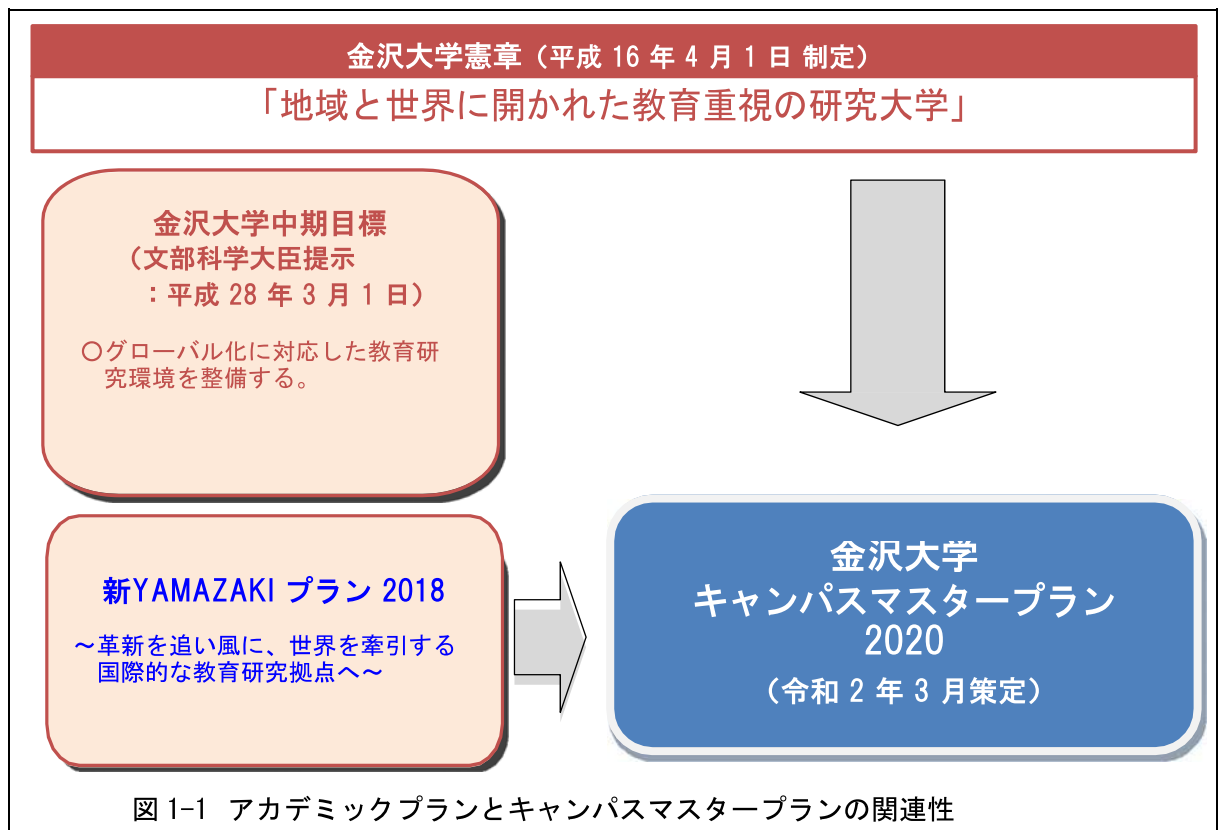 金沢大学憲章（平成 16 年 4 月 1 日 制定）
「地域と世界に開かれた教育重視の研究大学」
金沢大学中期目標
（文部科学大臣提示
：平成 28 年 3 月 1 日）
○グローバル化に対応した教育研
究環境を整備する。
新YAMAZAKI プラン 2018
～革新を追い風に、世界を牽引する
国際的な教育研究拠点へ～
金沢大学
キャンパスマスタープラン
2020
（令和 2 年 3 月策定）
図 1-1 アカデミックプランとキャンパスマスタープランの関連性